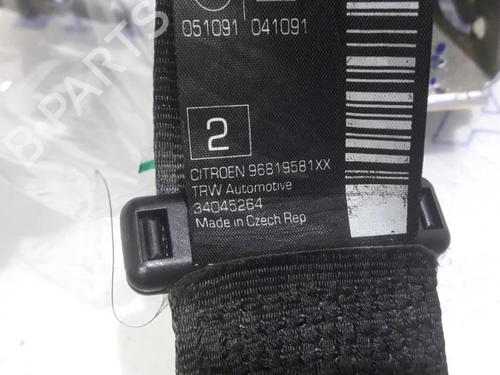 051091 041091
2
CITROEN 96819581XX
TRW Automotive
34045264
Made in Czech Rep
B-PARTS